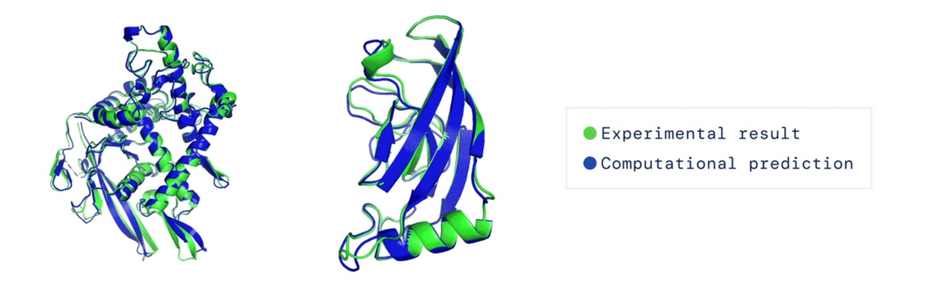 Experimental result
Computational prediction